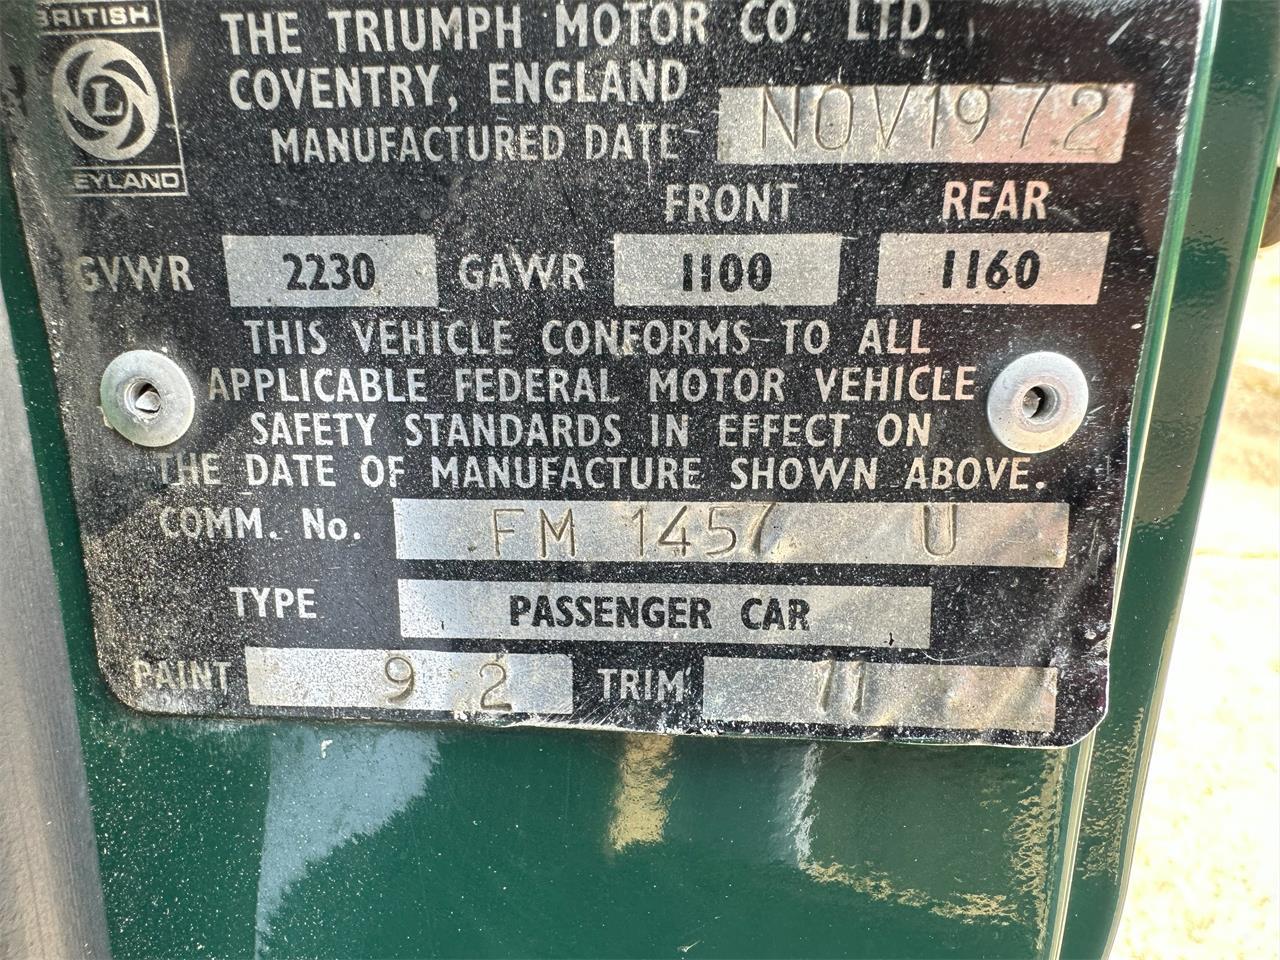 BRITISH
L
LEYLAND
THE TRIUMPH MOTOR CO. LTD.
COVENTRY, ENGLAND
MANUFACTURED DATE NOV1972
FRONT REAR
GVWR 2230 GAWR 1100 1160
THIS VEHICLE CONFORMS TO ALL
APPLICABLE FEDERAL MOTOR VEHICLE
SAFETY STANDARDS IN EFFECT ON
THE DATE OF MANUFACTURE SHOWN ABOVE.
COMM. No. FM 1457 U
TYPE PASSENGER CAR
PAINT 9 2 TRIM 11